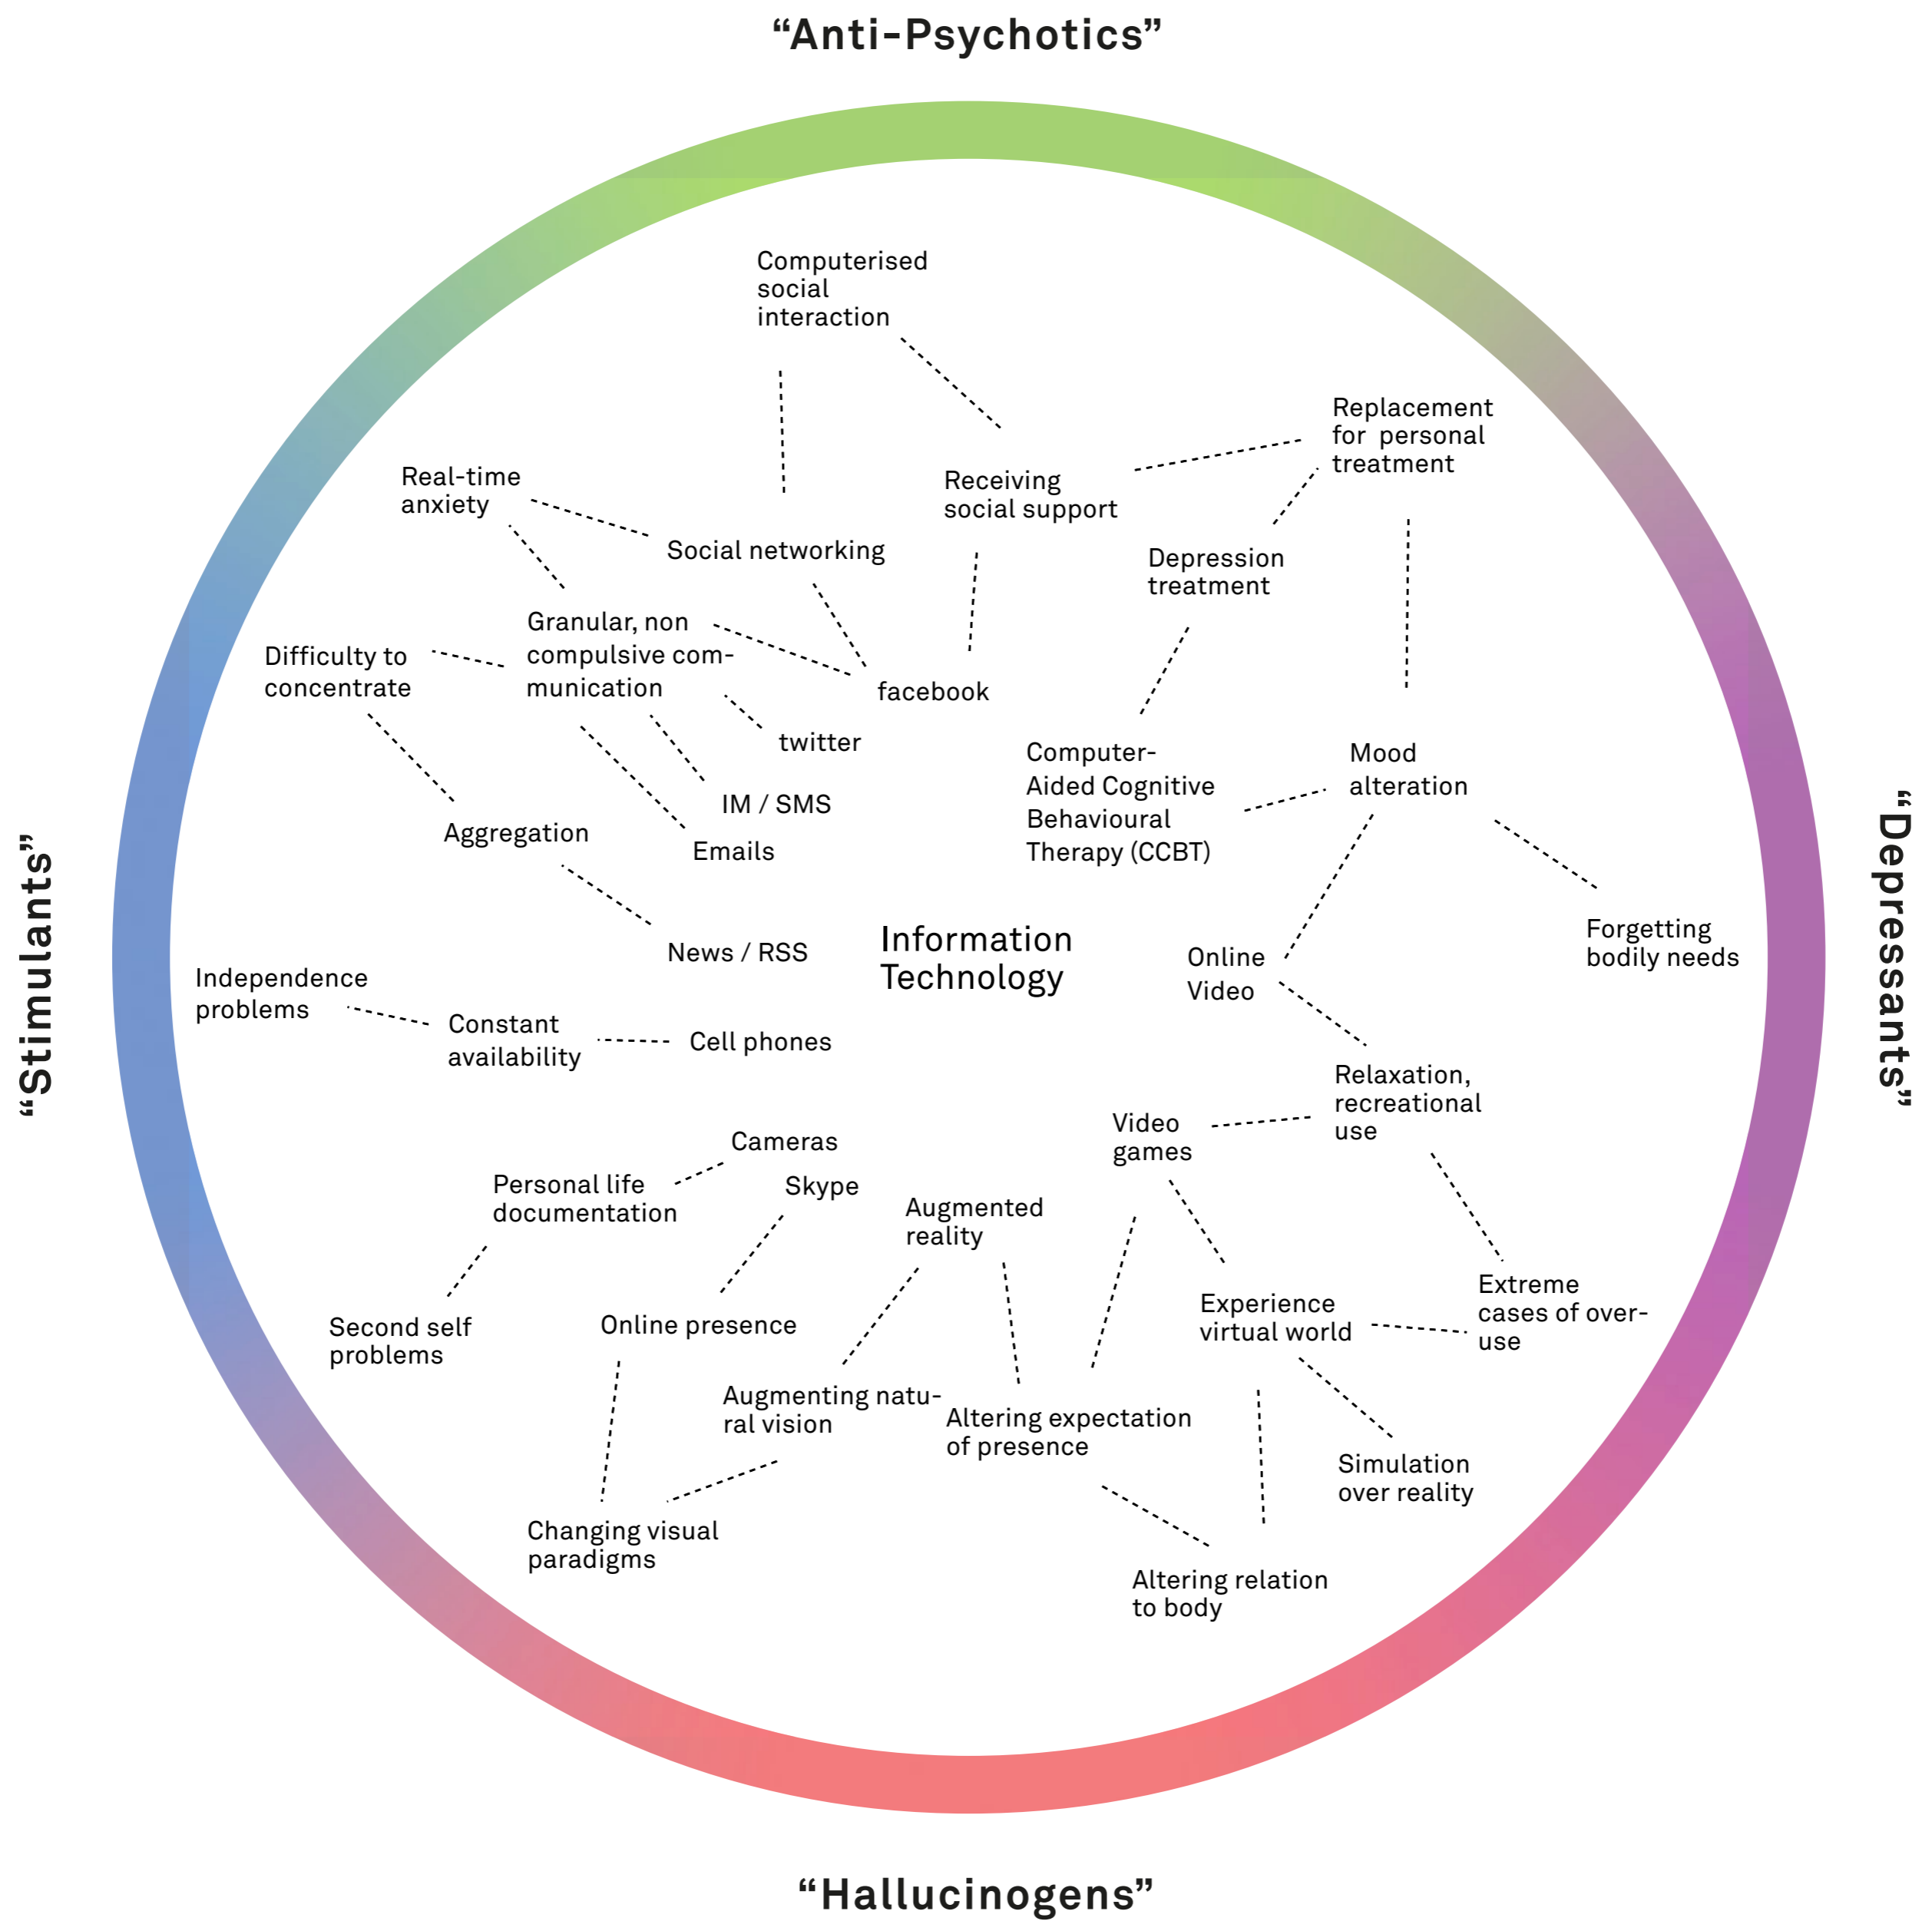 “Anti-Psychotics”
Computerised
social
interaction
Replacement
for personal
treatment
Real-time
anxiety
Receiving
social support
Social networking
Depression
treatment
Granular, non
compulsive com-
munication
Difficulty to
concentrate
facebook
twitter
Computer-
Aided Cognitive
Behavioural
Therapy (CCBT)
Mood
alteration
IM / SMS
Aggregation
Emails
“Stimulants”
“Depressants”
News / RSS
Information
Technology
Online
Video
Forgetting
bodily needs
Independence
problems
Constant
availability
Cell phones
Relaxation,
recreational
use
Video
games
Cameras
Skype
Personal life
documentation
Augmented
reality
Extreme
cases of over-
use
Experience
virtual world
Second self
problems
Online presence
Augmenting natu-
ral vision
Altering expectation
of presence
Simulation
over reality
Changing visual
paradigms
Altering relation
to body
“Hallucinogens”